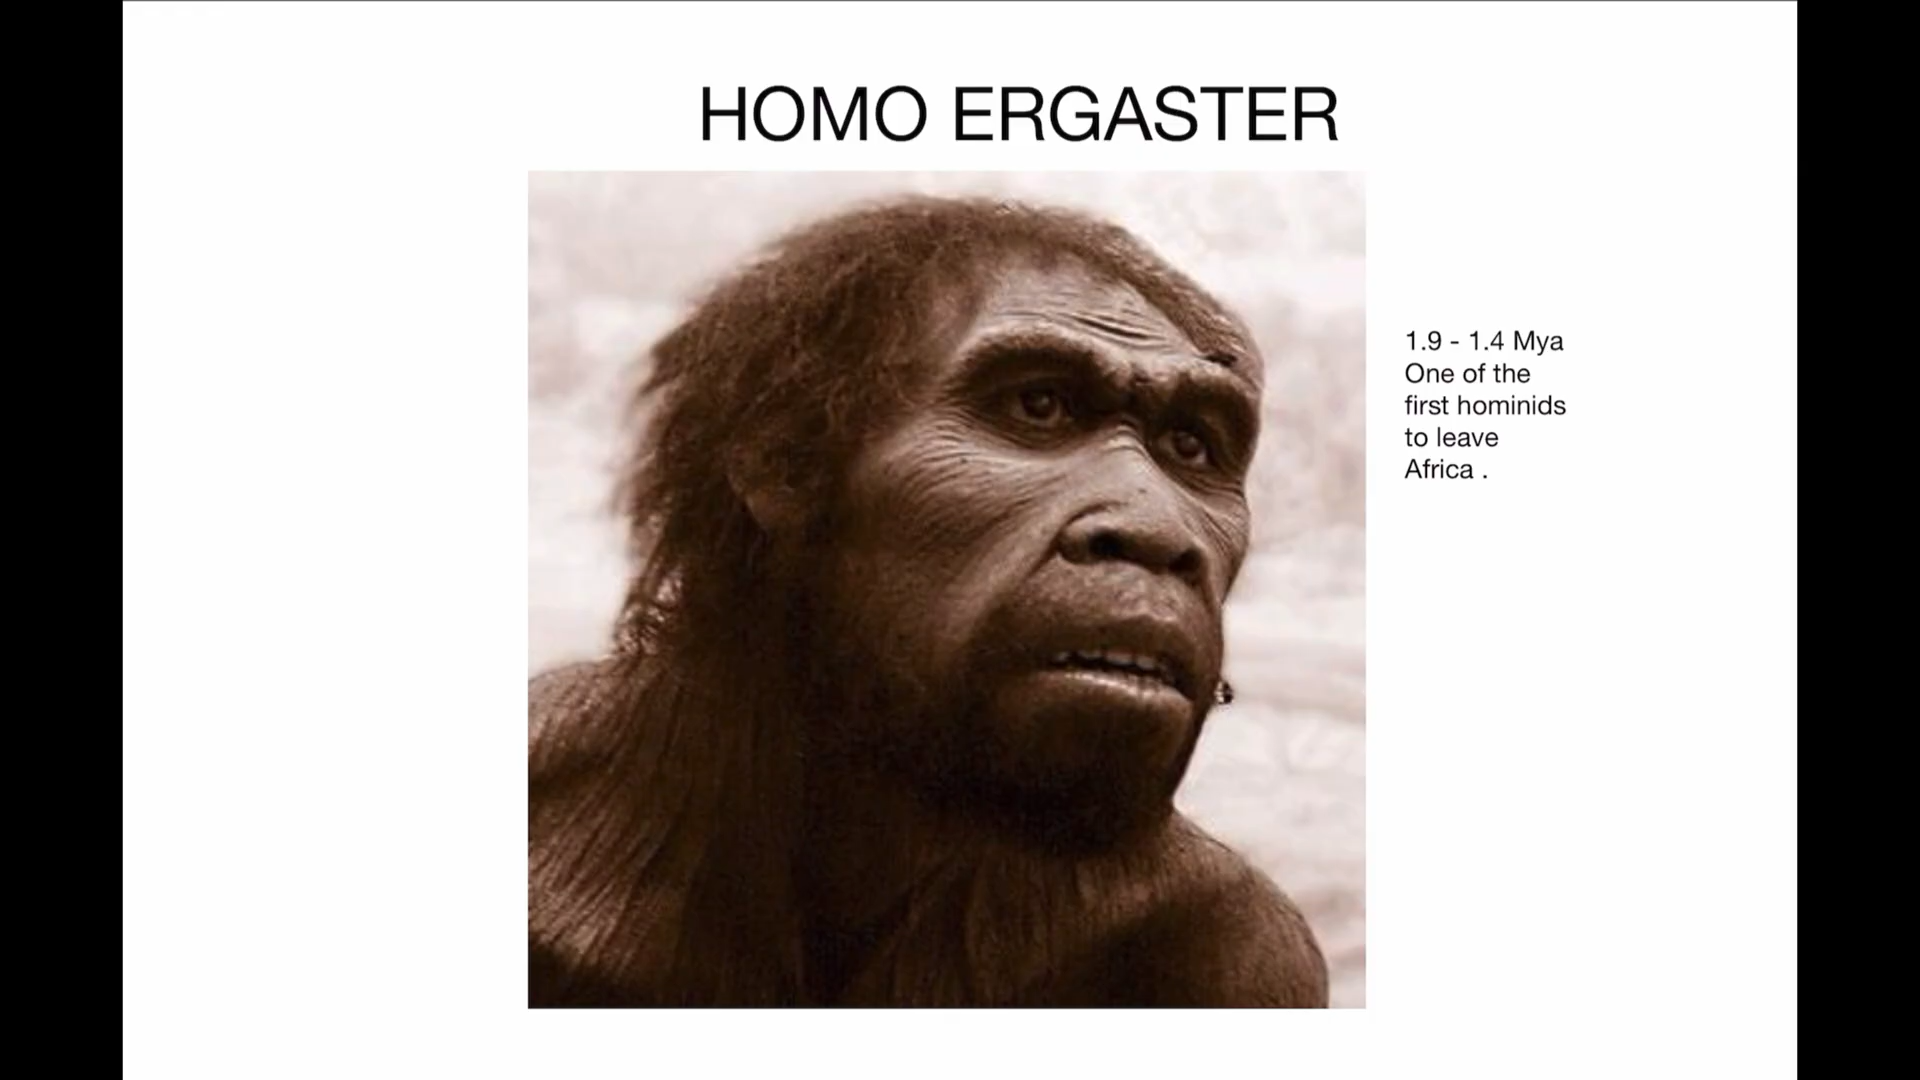 HOMO ERGASTER
1.9 - 1.4 Mya
One of the
first hominids
to leave
Africa .